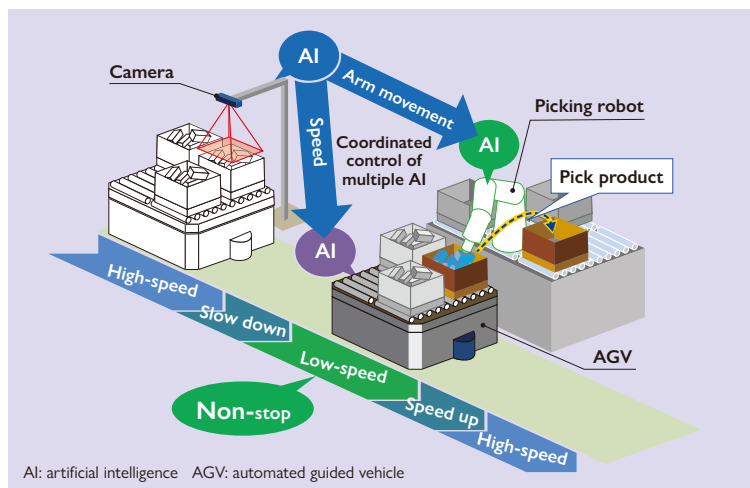 AI
Camera
Arm movement
Picking robot
Speed
AI
Coordinated
control of
multiple AI
Pick product
AI
High-speed
Slow down
Low-speed
AGV
Non-stop
Speed up
High-speed
AI: artificial intelligence AGV: automated guided vehicle